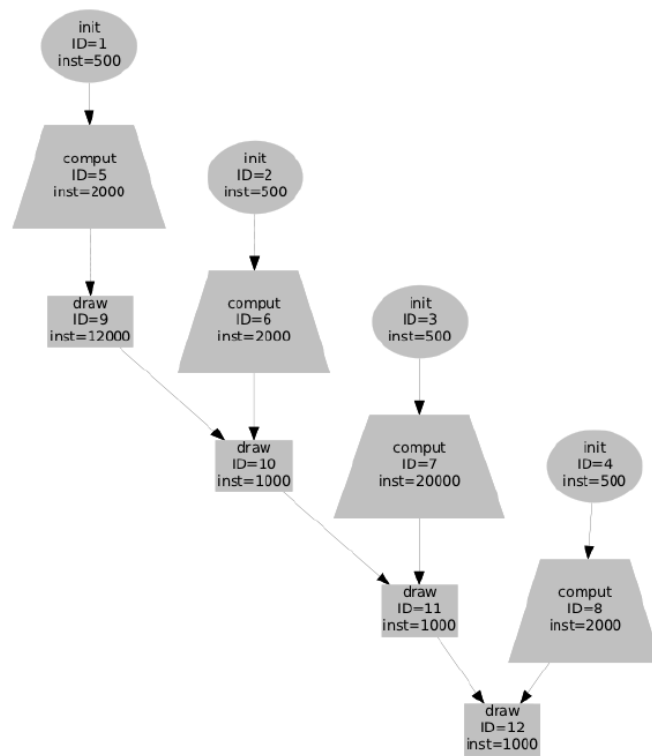 init
ID=1
inst=500
comput
ID=5
inst=2000
init
ID=2
inst=500
draw
ID=9
inst=12000
comput
ID=6
inst=2000
init
ID=3
inst=500
draw
ID=10
inst=1000
comput
ID=7
inst=20000
init
ID=4
inst=500
draw
ID=11
inst=1000
comput
ID=8
inst=2000
draw
ID=12
inst=1000